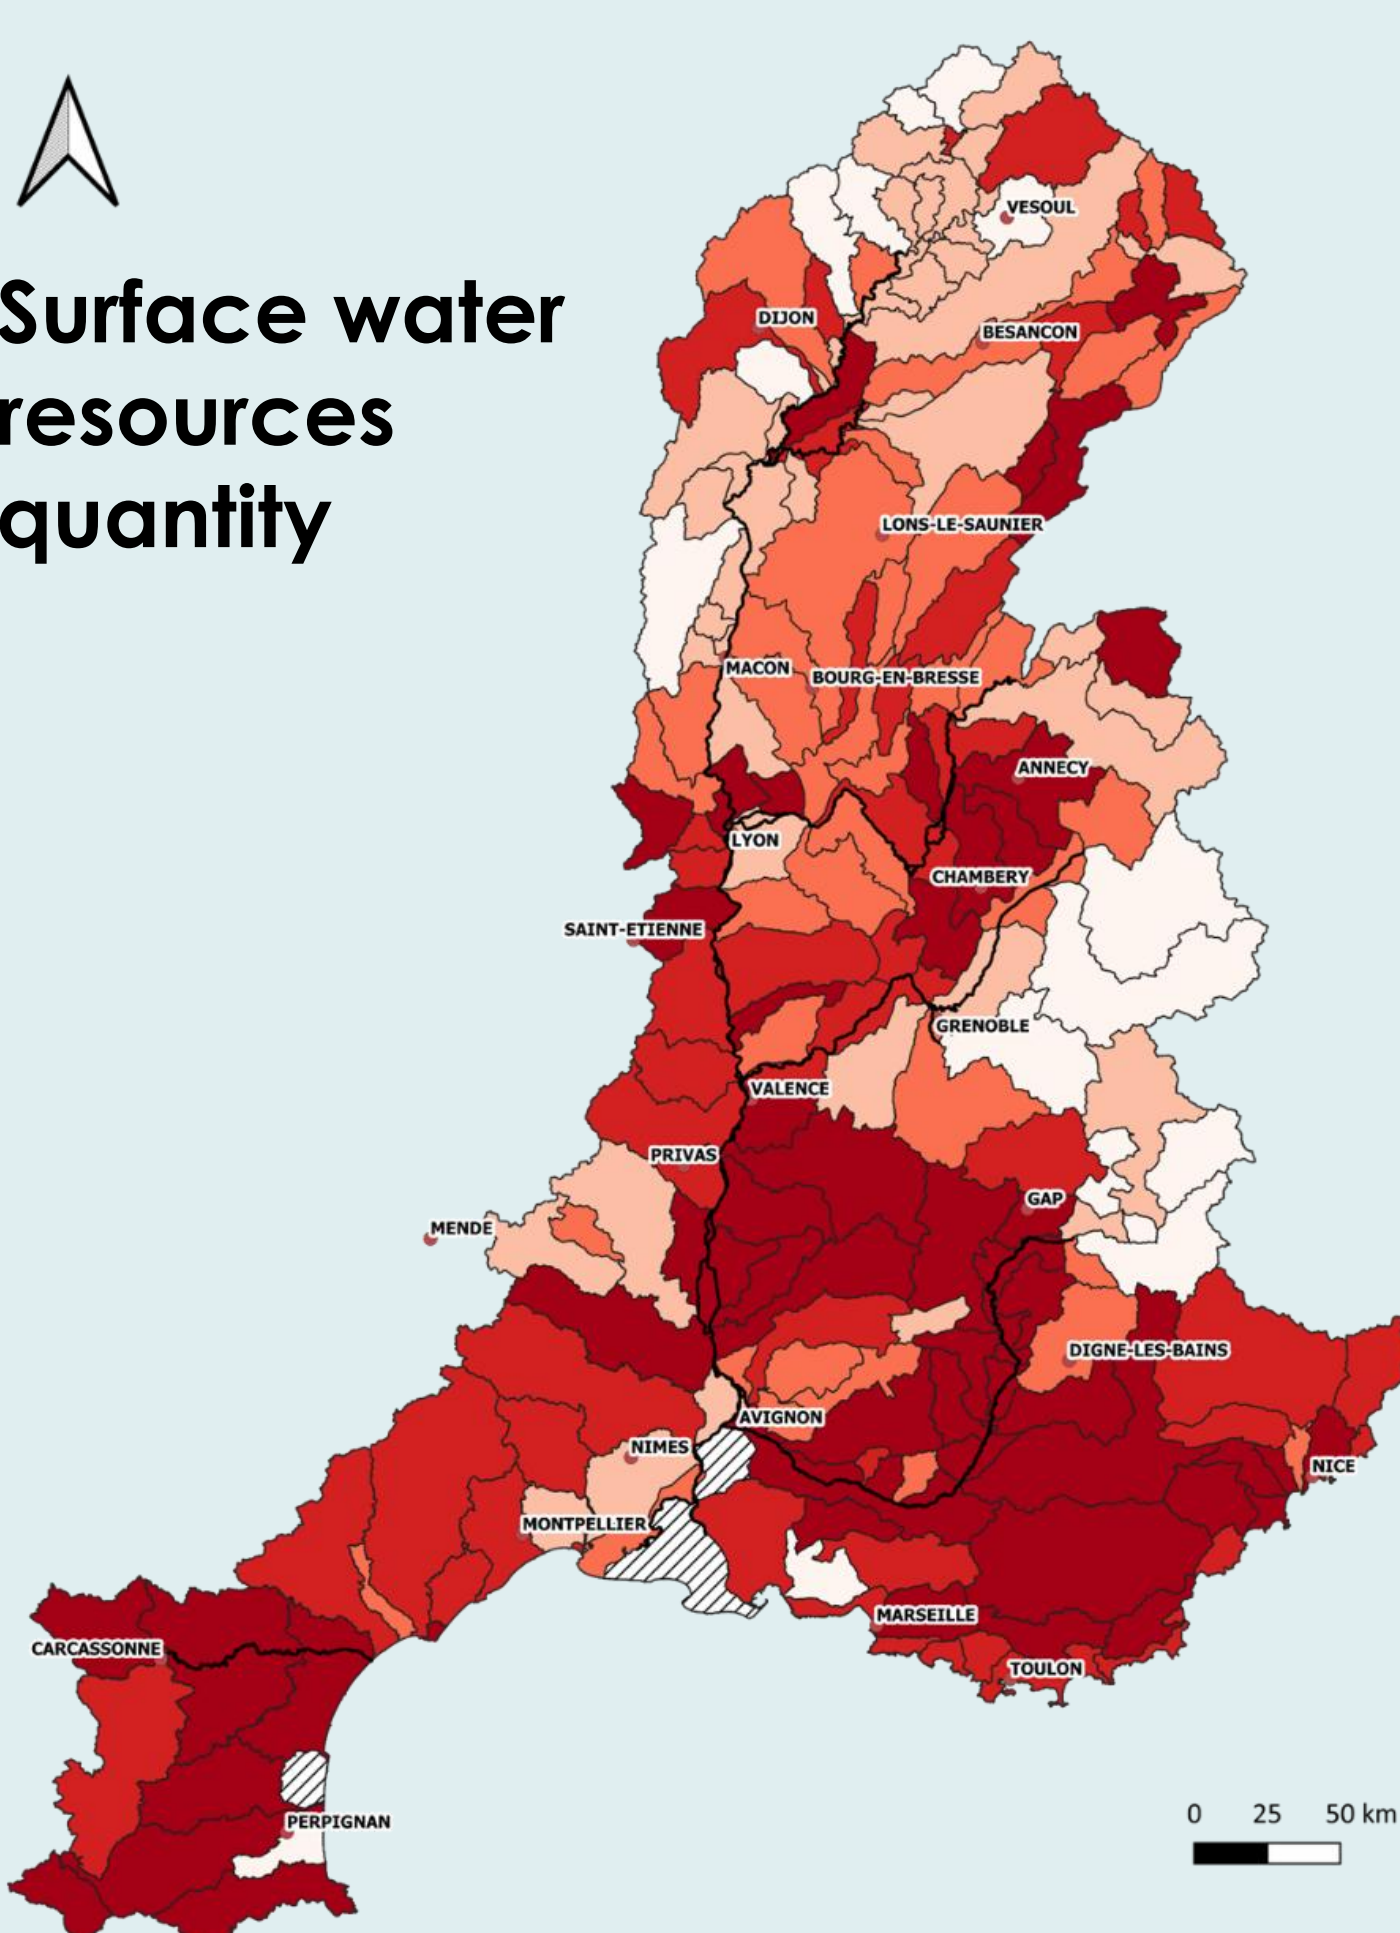 Surface water
resources
quantity
VESOUL
DIJON
BESANCON
LONS-LE-SAUNIER
MACON
BOURG-EN-BRESSE
ANNECY
LYON
CHAMBERY
SAINT-ETIENNE
GRENOBLE
VALENCE
PRIVAS
GAP
MENDE
DIGNE-LES-BAINS
AVIGNON
NIMES
NICE
MONTPELLIER
MARSEILLE
CARCASSONNE
TOULON
0 25 50 km
PERPIGNAN